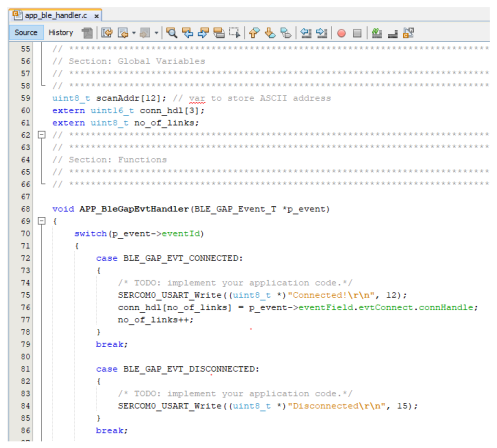 app_ble_handler.c x
Source History
55 // ****************************************************************************
56 // Section: Global Variables
57 // ****************************************************************************
58 // ****************************************************************************
59 uint8_t scanAddr[12]; // var to store ASCII address
60 extern uint16_t conn_hdl[3];
61 extern uint8_t no_of_links;
62 // ****************************************************************************
63 // ****************************************************************************
64 // Section: Functions
65 // ****************************************************************************
66 // ****************************************************************************
67
68 void APP_BleGapEvtHandler(BLE_GAP_Event_T *p_event)
69 {
70 switch(p_event->eventId)
71 {
72 case BLE_GAP_EVT_CONNECTED:
73 {
74 /* TODO: implement your application code.*/
75 SERCOM0_USART_Write((uint8_t *)"Connected!\r\n", 12);
76 conn_hdl[no_of_links] = p_event->eventField.evtConnect.connHandle;
77 no_of_links++;
78 }
79 break;
80
81 case BLE_GAP_EVT_DISCONNECTED:
82 {
83 /* TODO: implement your application code.*/
84 SERCOM0_USART_Write((uint8_t *)"Disconnected\r\n", 15);
85 }
86 break;